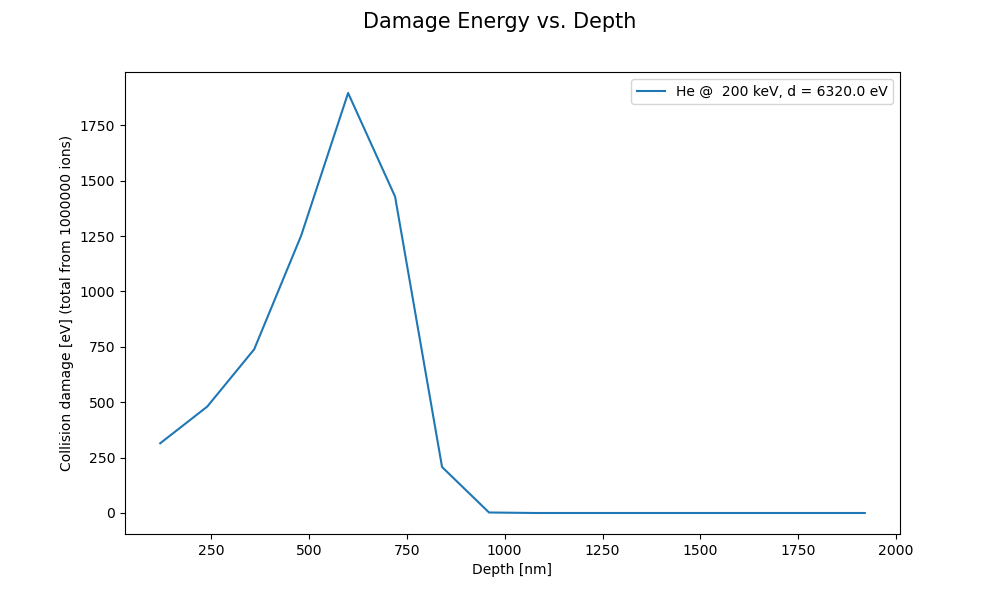 Damage Energy vs. Depth
He @  200 keV, d = 6320.0 eV
Collision damage [eV] (total from 1000000 ions)
1750
1500
1250
1000
750
500
250
0
250 500 750 1000 1250 1500 1750 2000
Depth [nm]